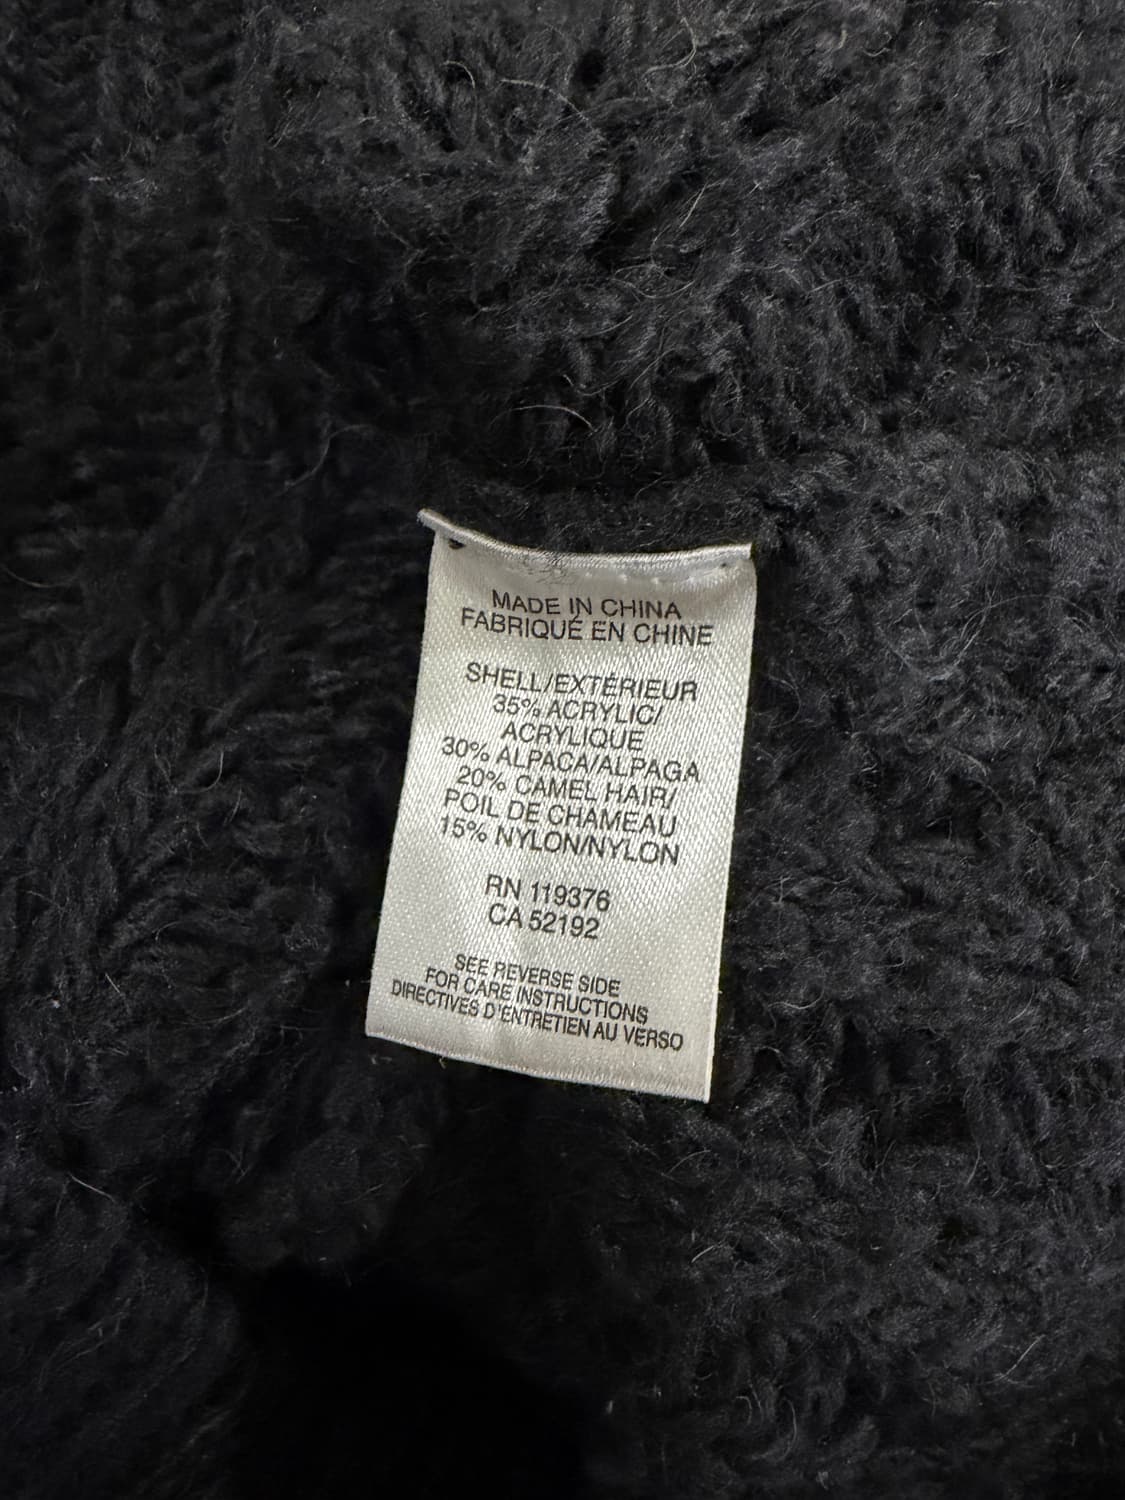 MADE IN CHINA
FABRIQUÉ EN CHINE
SHELL/EXTÉRIEUR
35% ACRYLIC/
ACRYLIQUE
30% ALPACA/ALPAGA
20% CAMEL HAIR/
POIL DE CHAMEAU
15% NYLON/NYLON
RN 119376
CA 52192
SEE REVERSE SIDE
FOR CARE INSTRUCTIONS
DIRECTIVES D'ENTRETIEN AU VERSO